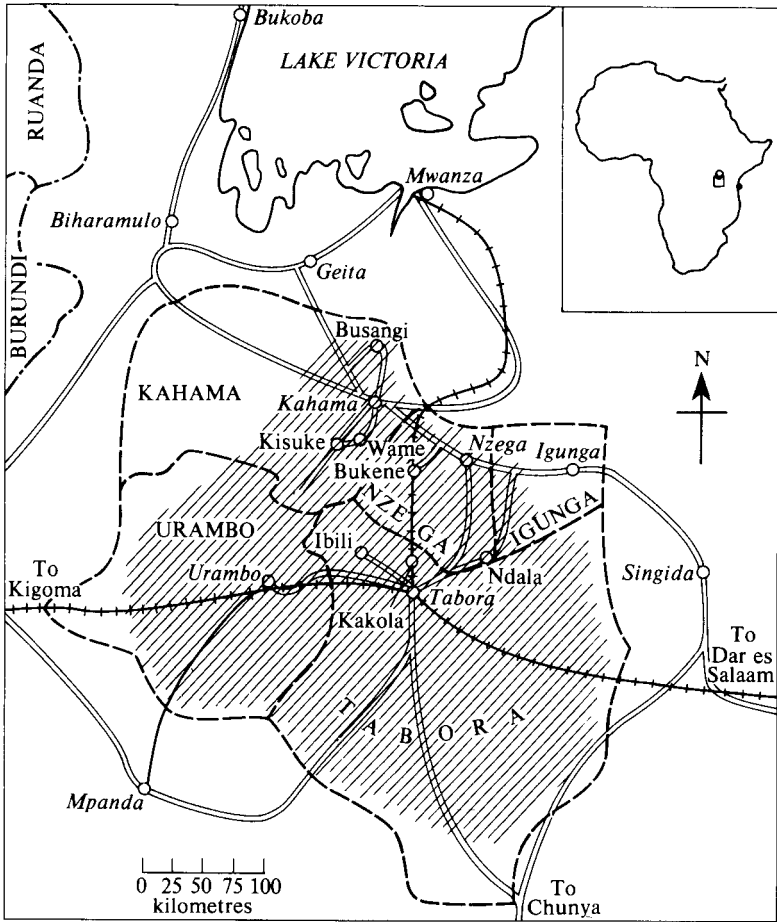 Bukoba
LAKE VICTORIA
RUANDA
Mwanza
Biharamulo
Geita
BURUNDI
Busangi
N
KAHAMA
Kahama
Kisuke
Wame
Nzega
Igunga
Bukene
NZEGA
IGUNGA
URAMBO
Ibili
Ndala
Urambo
To
Kigoma
Tabora
Singida
Kakola
To
Dar es
Salaam
TABORA
Mpanda
0 25 50 75 100
kilometres
To
Chunya